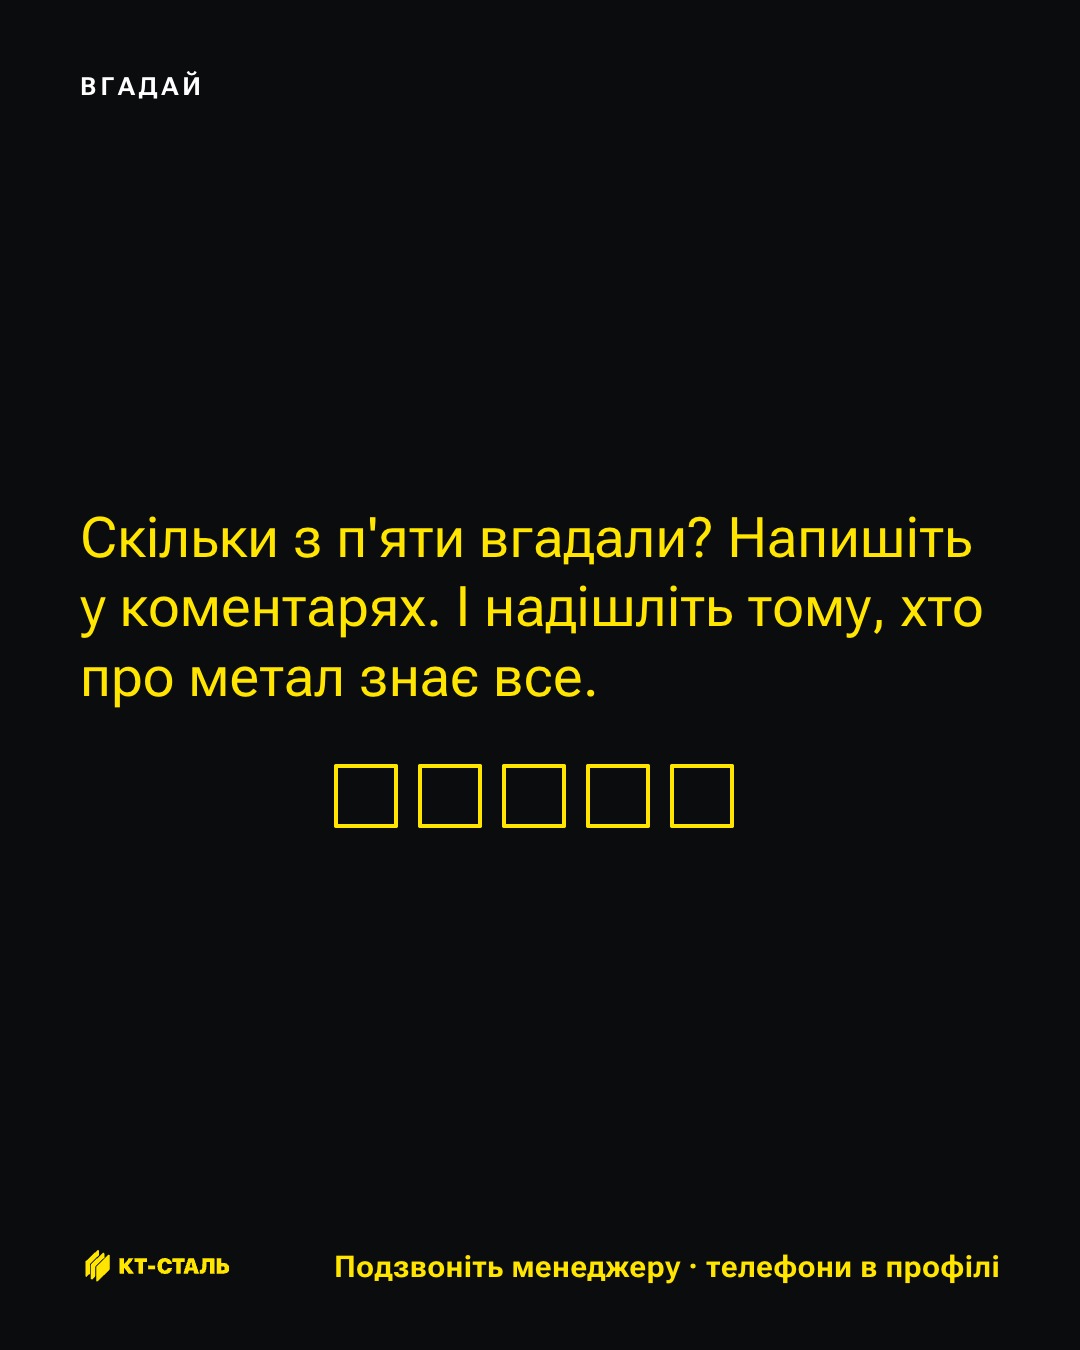 ВГАДАЙ
Скільки з п'яти вгадали? Напишіть
у коментарях. І надішліть тому, хто
про метал знає все.
КТ-СТАЛЬ
Подзвоніть менеджеру · телефони в профілі